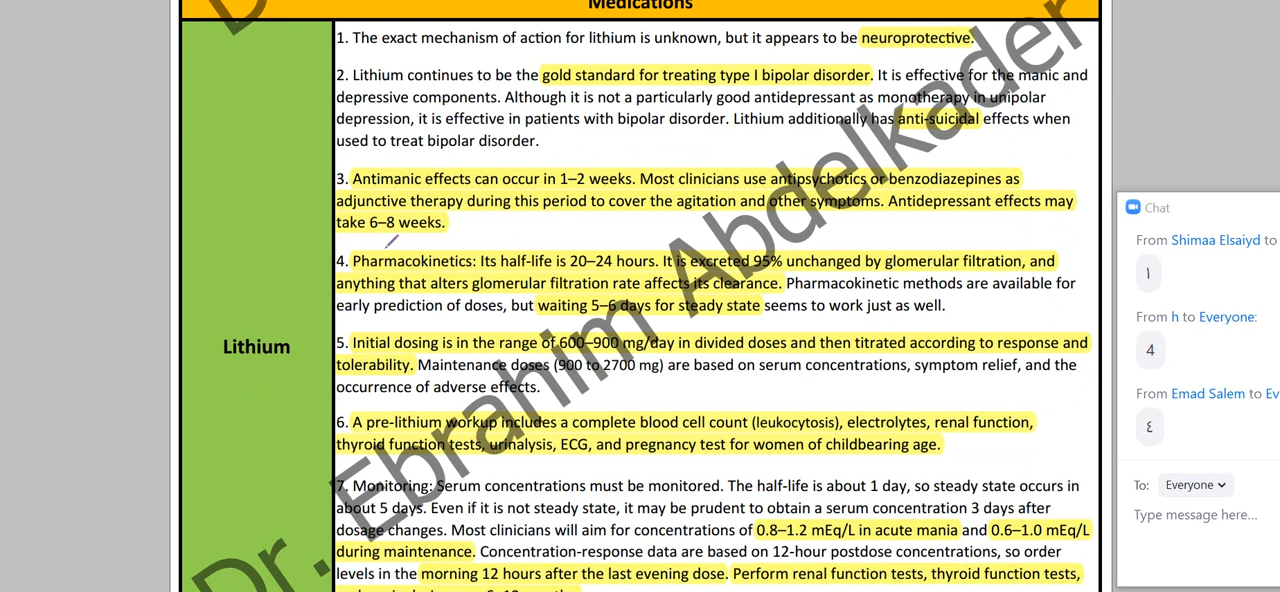 Medications
Lithium
1. The exact mechanism of action for lithium is unknown, but it appears to be neuroprotective.
2. Lithium continues to be the gold standard for treating type I bipolar disorder. It is effective for the manic and
depressive components. Although it is not a particularly good antidepressant as monotherapy in unipolar
depression, it is effective in patients with bipolar disorder. Lithium additionally has anti-suicidal effects when
used to treat bipolar disorder.
3. Antimanic effects can occur in 1–2 weeks. Most clinicians use antipsychotics or benzodiazepines as
adjunctive therapy during this period to cover the agitation and other symptoms. Antidepressant effects may
take 6–8 weeks.
4. Pharmacokinetics: Its half-life is 20–24 hours. It is excreted 95% unchanged by glomerular filtration, and
anything that alters glomerular filtration rate affects its clearance. Pharmacokinetic methods are available for
early prediction of doses, but waiting 5–6 days for steady state seems to work just as well.
5. Initial dosing is in the range of 600–900 mg/day in divided doses and then titrated according to response and
tolerability. Maintenance doses (900 to 2700 mg) are based on serum concentrations, symptom relief, and the
occurrence of adverse effects.
6. A pre-lithium workup includes a complete blood cell count (leukocytosis), electrolytes, renal function,
thyroid function tests, urinalysis, ECG, and pregnancy test for women of childbearing age.
7. Monitoring: Serum concentrations must be monitored. The half-life is about 1 day, so steady state occurs in
about 5 days. Even if it is not steady state, it may be prudent to obtain a serum concentration 3 days after
dosage changes. Most clinicians will aim for concentrations of 0.8–1.2 mEq/L in acute mania and 0.6–1.0 mEq/L
during maintenance. Concentration-response data are based on 12-hour postdose concentrations, so order
levels in the morning 12 hours after the last evening dose. Perform renal function tests, thyroid function tests,
Dr. Ebrahim Abdelkader
Chat
From Shimaa Elsaiyd to
١
From h to Everyone:
4
From Emad Salem to Ev
٤
To: Everyone
Type message here...